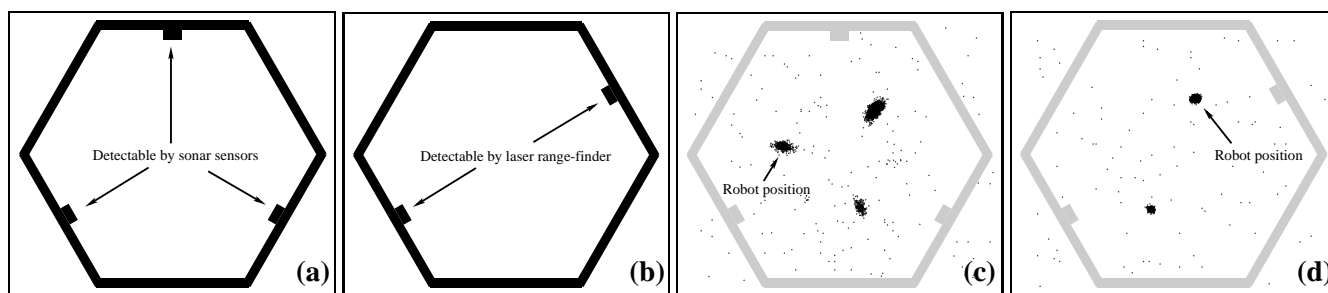 Detectable by sonar sensors
(a)
Detectable by laser range-finder
(b)
Robot position
(c)
Robot position
(d)